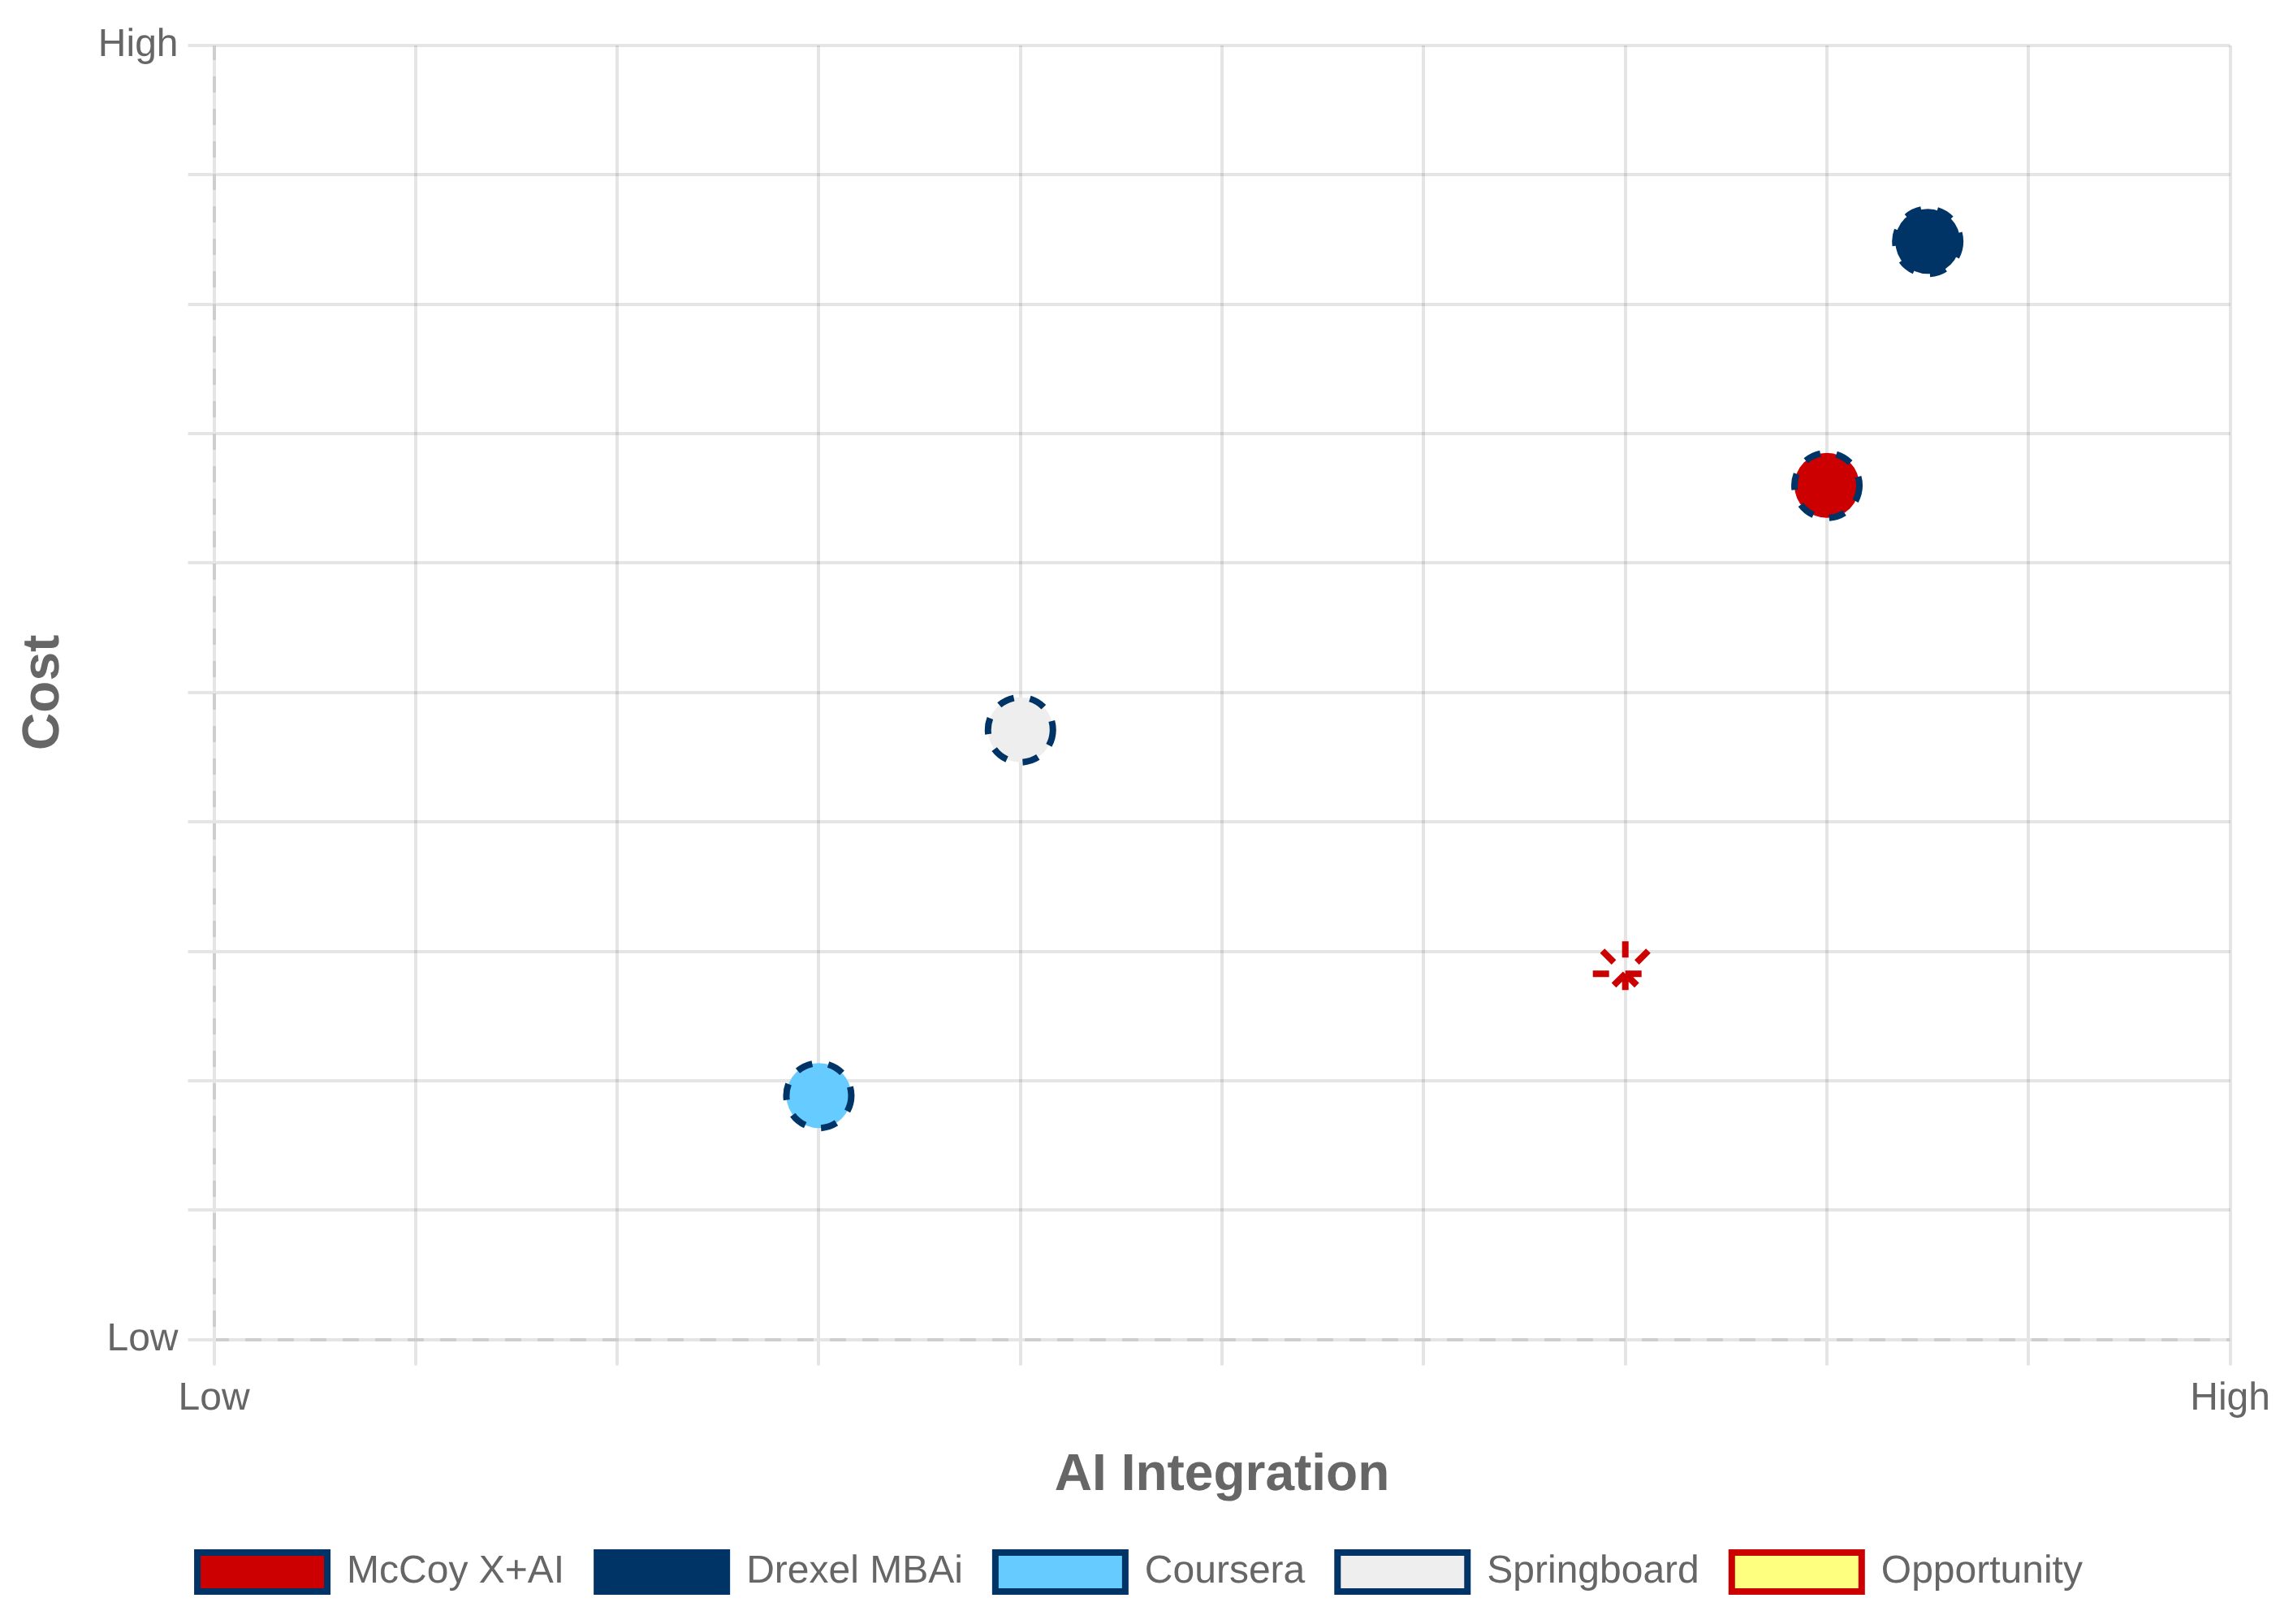 High
Cost
Low
Low
High
AI Integration
McCoy X+AI
Drexel MBAi
Coursera
Springboard
Opportunity